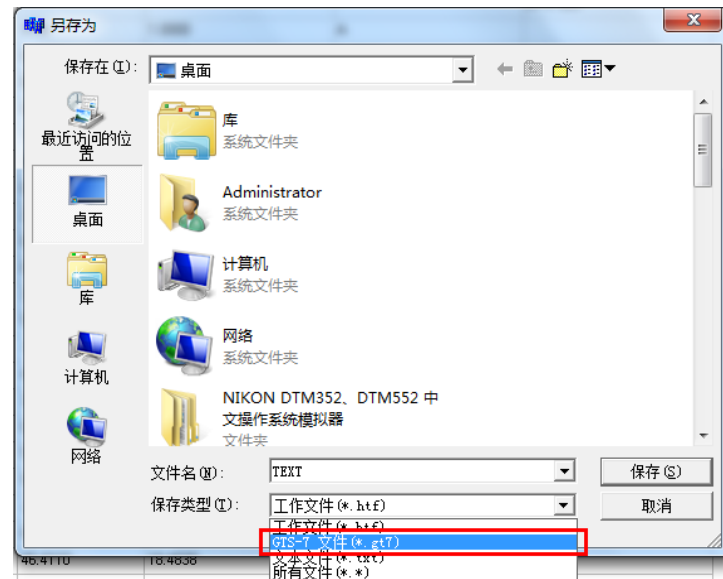 另存为
保存在(I):
桌面
最近访问的位
置
桌面
库
计算机
网络
库
系统文件夹
Administrator
系统文件夹
计算机
系统文件夹
网络
系统文件夹
NIKON DTM352、DTM552 中
文操作系统模拟器
文件夹
文件名(N):
TEXT
保存(S)
保存类型(T):
工作文件(*.htf)
取消
工作文件(*.htf)
GTS-7 文件(*.gt7)
文本文件(*.txt)
所有文件(*.*)
46.4110
18.4838